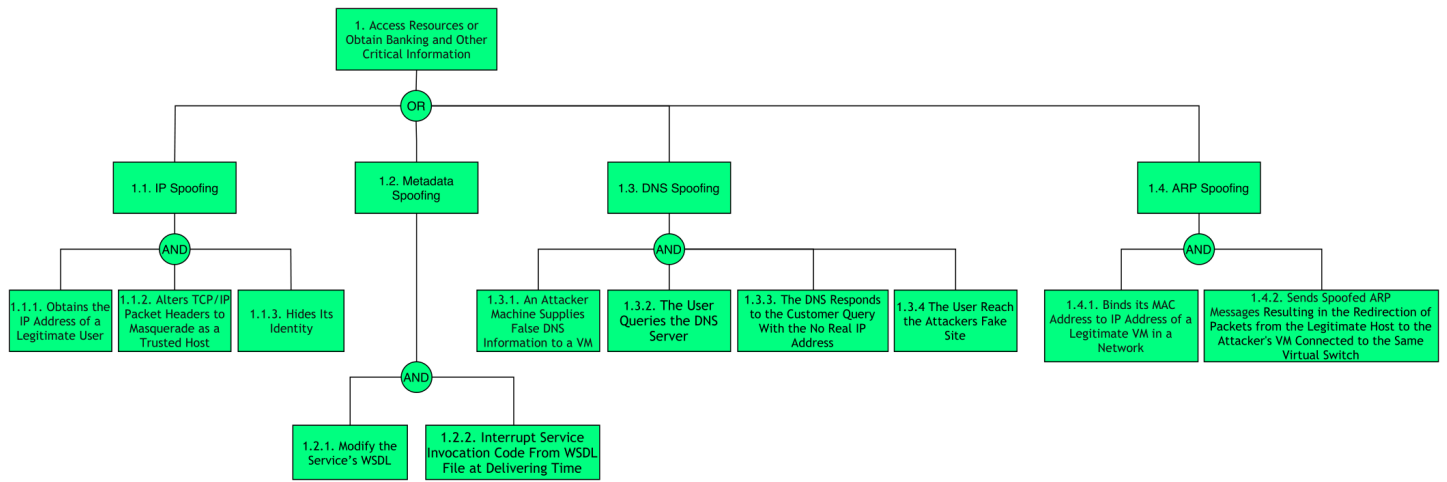 1. Access Resources or
Obtain Banking and Other
Critical Information
OR
1.1. IP Spoofing
1.2. Metadata
Spoofing
1.3. DNS Spoofing
1.4. ARP Spoofing
AND
AND
AND
1.1.1. Obtains the
IP Address of a
Legitimate User
1.1.2. Alters TCP/IP
Packet Headers to
Masquerade as a
Trusted Host
1.1.3. Hides Its
Identity
1.3.1. An Attacker
Machine Supplies
False DNS
Information to a VM
1.3.2. The User
Queries the DNS
Server
1.3.3. The DNS Responds
to the Customer Query
With the No Real IP
Address
1.3.4 The User Reach
the Attackers Fake
Site
1.4.1. Binds its MAC
Address to IP Address of a
Legitimate VM in a
Network
1.4.2. Sends Spoofed ARP
Messages Resulting in the Redirection of
Packets from the Legitimate Host to the
Attacker's VM Connected to the Same
Virtual Switch
AND
1.2.1. Modify the
Service's WSDL
1.2.2. Interrupt Service
Invocation Code From WSDL
File at Delivering Time